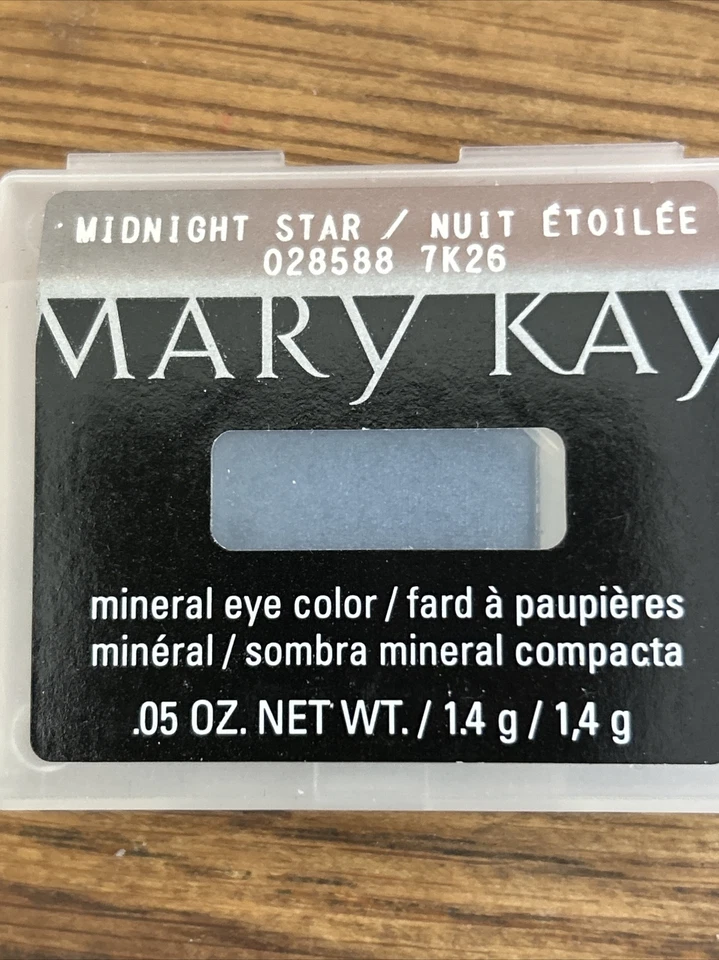 MIDNIGHT STAR / NUIT ÉTOILÉE
028588 7K26
MARY KAY
mineral eye color / fard à paupières
minéral / sombra mineral compacta
.05 OZ. NET WT. / 1.4 g / 1,4 g